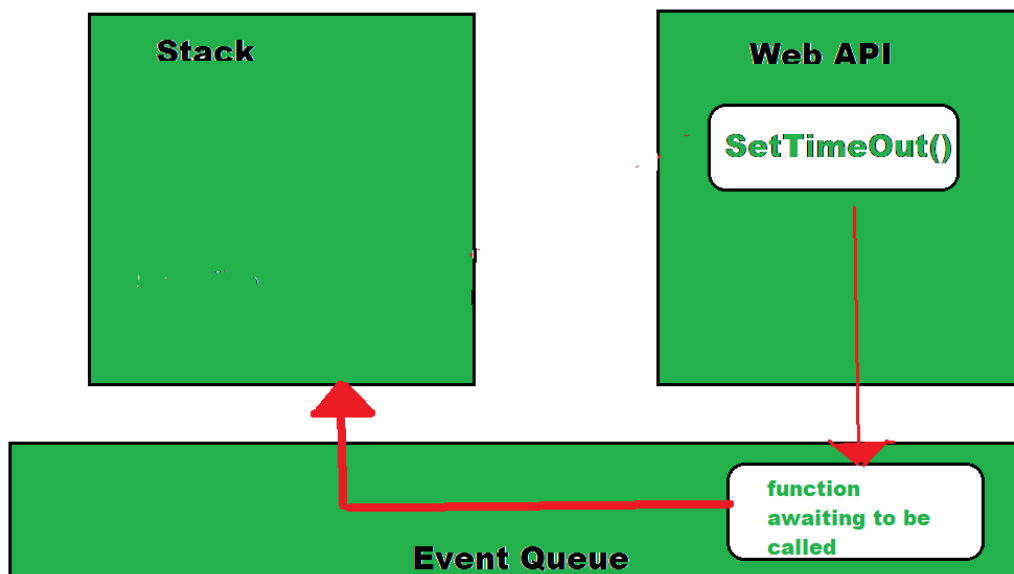 Stack
Web API
SetTimeOut()
function
awaiting to be
called
Event Queue